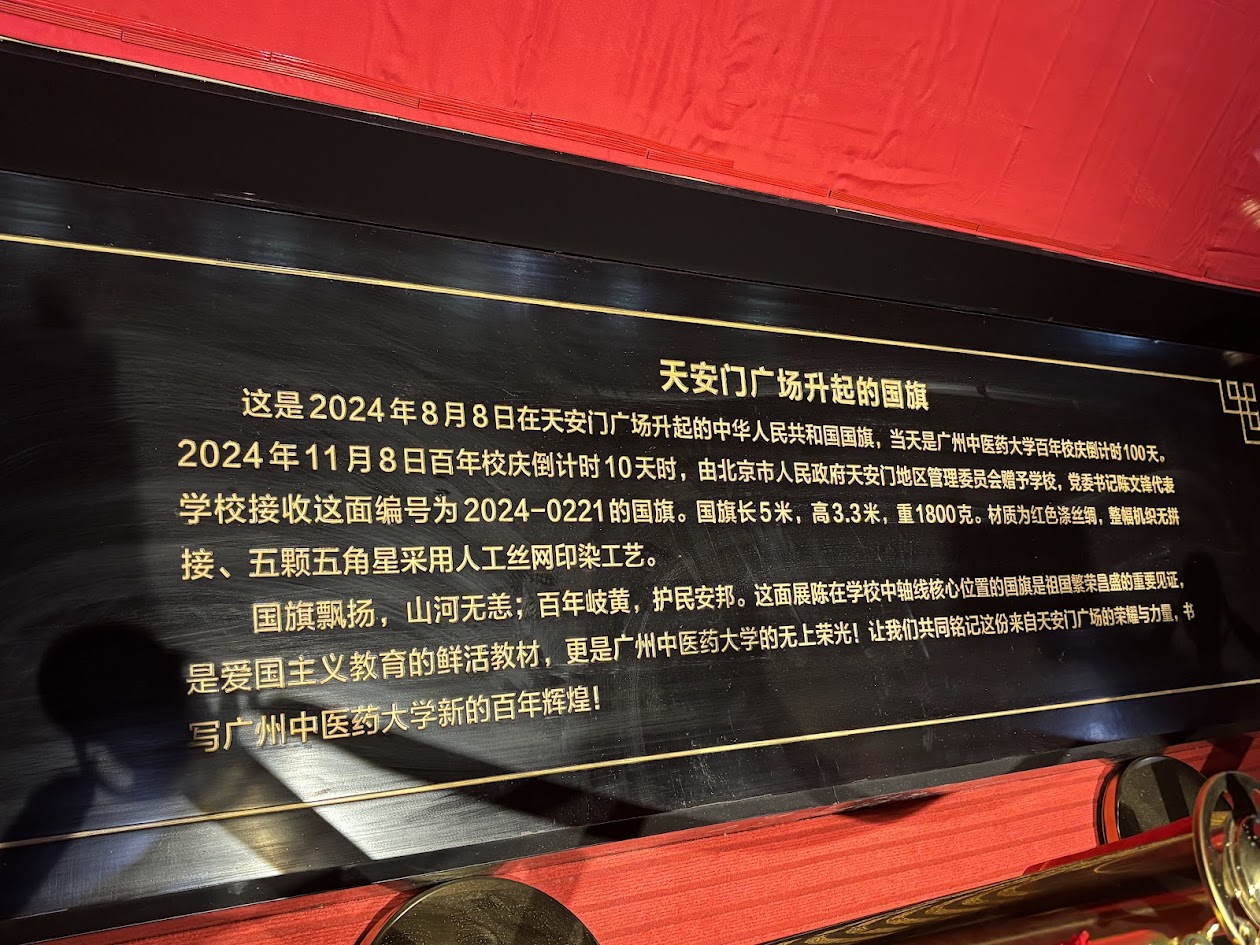 天安门广场升起的国旗
这是2024年8月8日在天安门广场升起的中华人民共和国国旗，当天是广州中医药大学百年校庆倒计时100天。
2024年11月8日百年校庆倒计时10天时，由北京市人民政府天安门地区管理委员会赠予学校，党委书记陈文锋代表
学校接收这面编号为2024-0221的国旗。国旗长5米，高3.3米，重1800克。材质为红色涤丝绸，整幅机织无拼
接、五颗五角星采用人工丝网印染工艺。
国旗飘扬，山河无恙；百年岐黄，护民安邦。这面展陈在学校中轴线核心位置的国旗是祖国繁荣昌盛的重要见证，
是爱国主义教育的鲜活教材，更是广州中医药大学的无上荣光！让我们共同铭记这份来自天安门广场的荣耀与力量，书
写广州中医药大学新的百年辉煌！